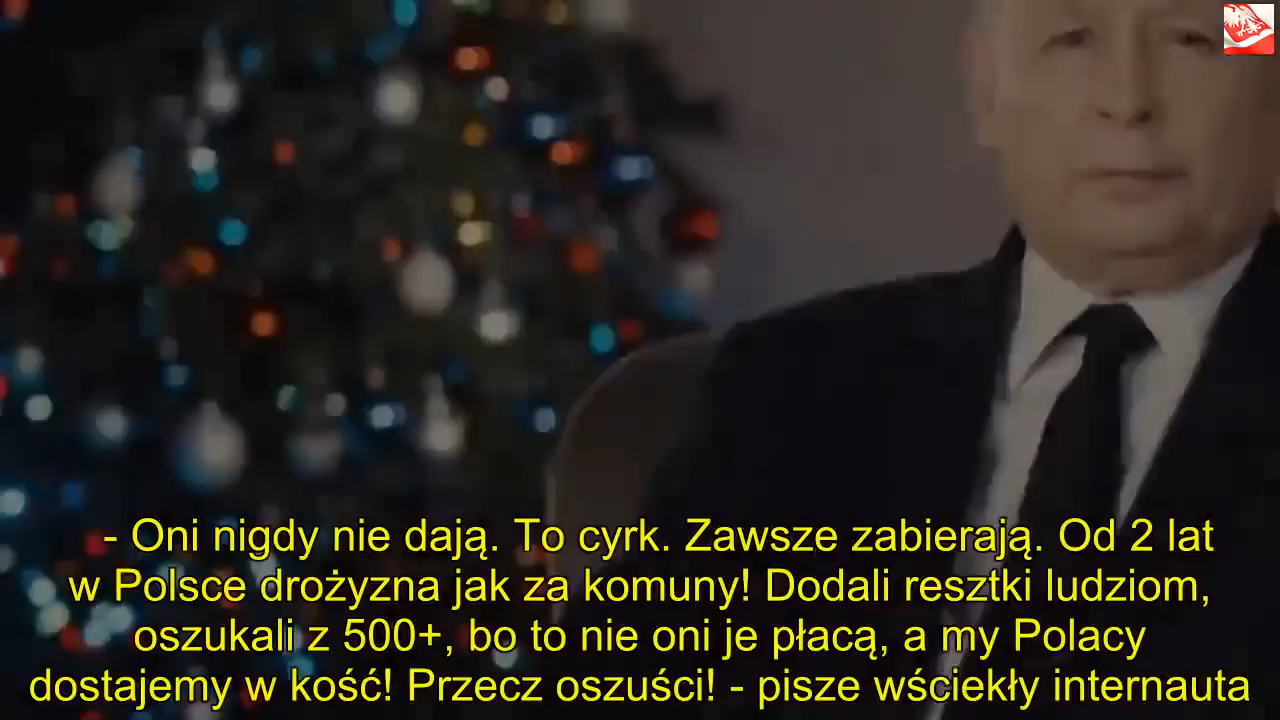 - Oni nigdy nie dają. To cyrk. Zawsze zabierają. Od 2 lat
w Polsce drożyzna jak za komuny! Dodali resztki ludziom,
oszukali z 500+, bo to nie oni je płacą, a my Polacy
dostajemy w kość! Przecz oszuści! - pisze wściekły internauta